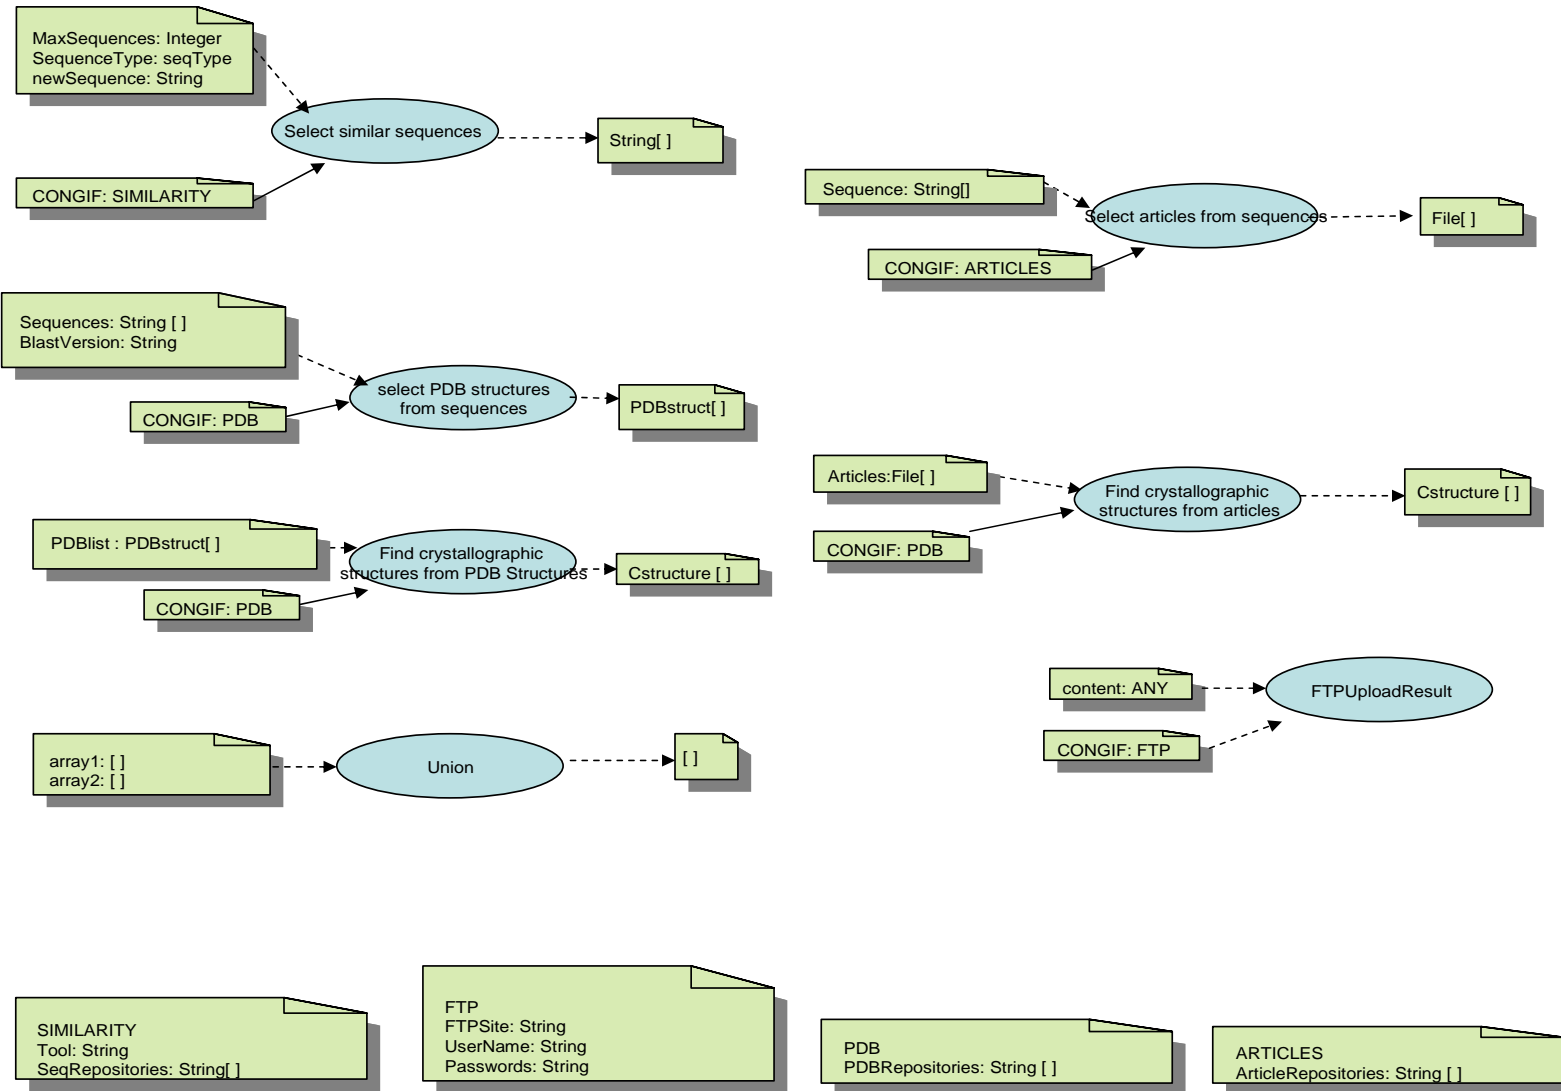 MaxSequences: Integer
SequenceType: seqType
newSequence: String
Select similar sequences
String[ ]
CONGIF: SIMILARITY
Sequence: String[]
Select articles from sequences
File[ ]
CONGIF: ARTICLES
Sequences: String [ ]
BlastVersion: String
select PDB structures
from sequences
PDBstruct[ ]
CONGIF: PDB
Articles:File[ ]
Find crystallographic
structures from articles
Cstructure [ ]
CONGIF: PDB
PDBlist : PDBstruct[ ]
Find crystallographic
structures from PDB Structures
Cstructure [ ]
CONGIF: PDB
content: ANY
FTPUploadResult
CONGIF: FTP
array1: [ ]
array2: [ ]
Union
[ ]
SIMILARITY
Tool: String
SeqRepositories: String[ ]
FTP
FTPSite: String
UserName: String
Passwords: String
PDB
PDBRepositories: String [ ]
ARTICLES
ArticleRepositories: String [ ]